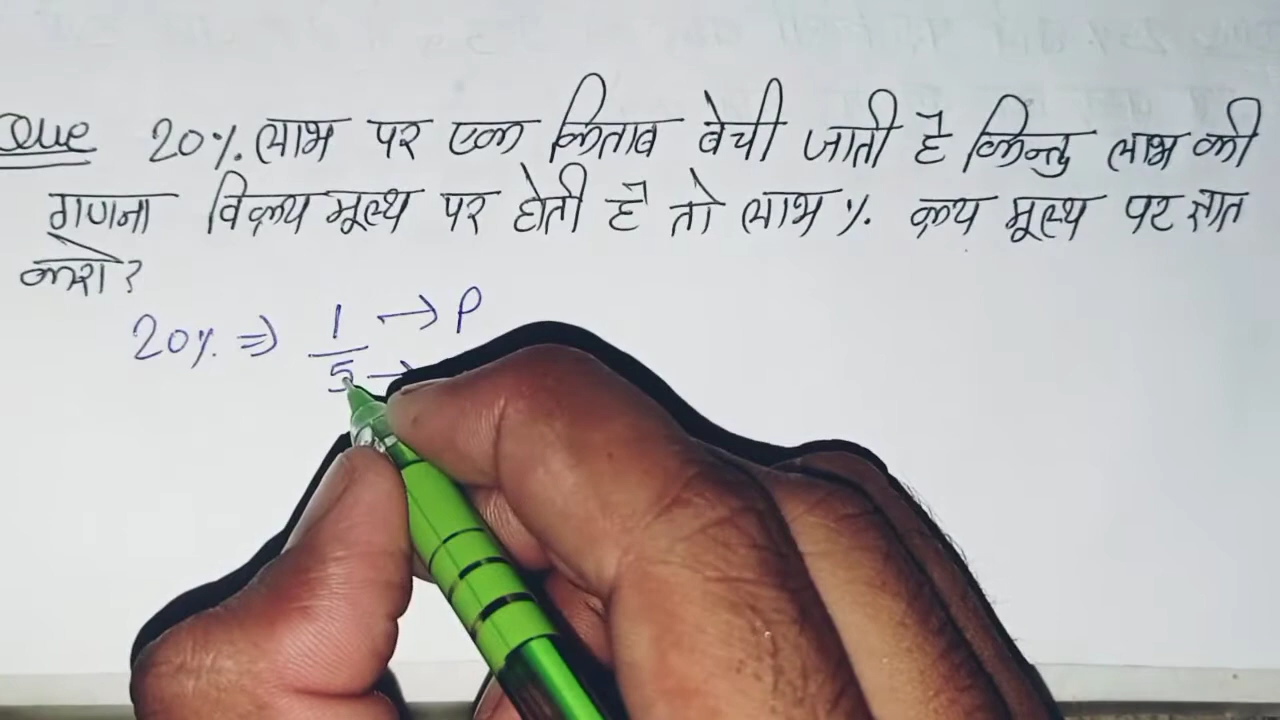 Que 20% लाभ पर एक किताब बेची जाती है किन्तु लाभ की
गणना विक्रय मूल्य पर होती है तो लाभ % क्रय मूल्य पर ज्ञात
करो?
20% ⇒ 1/5 → P
→